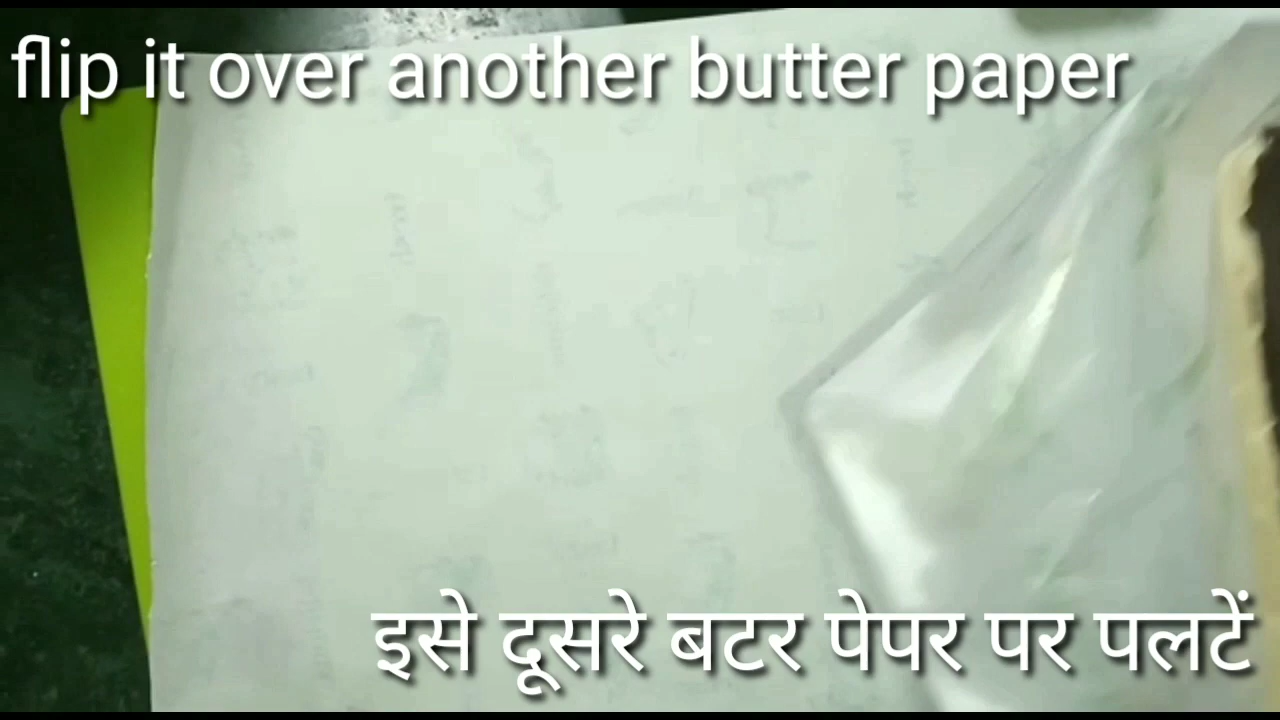 flip it over another butter paper
इसे दूसरे बटर पेपर पर पलटें